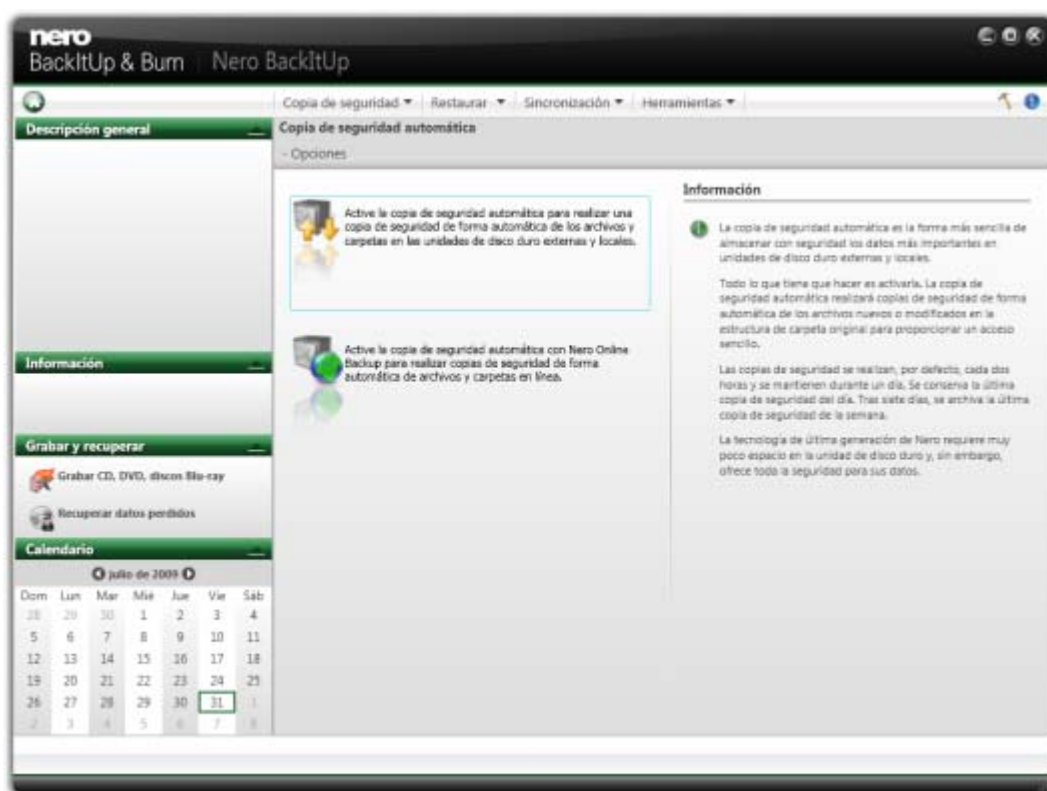 nero
BackItUp & Burn Nero BackItUp
Copia de seguridad Restaurar Sincronización Herramientas
Descripción general
Copia de seguridad automática
- Opciones
Active la copia de seguridad automática para realizar una
copia de seguridad de forma automática de los archivos y
carpetas en las unidades de disco duro externas y locales.
Active la copia de seguridad automática con Nero Online
Backup para realizar copias de seguridad de forma
automática de archivos y carpetas en línea.
Información
La copia de seguridad automática es la forma más sencilla de
almacenar con seguridad los datos más importantes en
unidades de disco duro externas y locales.
Todo lo que tiene que hacer es activarla. La copia de
seguridad automática realizará copias de seguridad de forma
automática de los archivos nuevos o modificados en la
estructura de carpeta original para proporcionar un acceso
sencillo.
Las copias de seguridad se realizan, por defecto, cada dos
horas y se mantienen durante un día. Se conserva la última
copia de seguridad del día. Tras siete días, se archiva la última
copia de seguridad de la semana.
La tecnología de última generación de Nero requiere muy
poco espacio en la unidad de disco duro y, sin embargo,
ofrece toda la seguridad para sus datos.
Información
Grabar y recuperar
Grabar CD, DVD, discos Blu-ray
Recuperar datos perdidos
Calendario
julio de 2009
Dom Lun Mar Mié Jue Vie Sáb
28 29 30 1 2 3 4
5 6 7 8 9 10 11
12 13 14 15 16 17 18
19 20 21 22 23 24 25
26 27 28 29 30 31 1
2 3 4 5 6 7 8